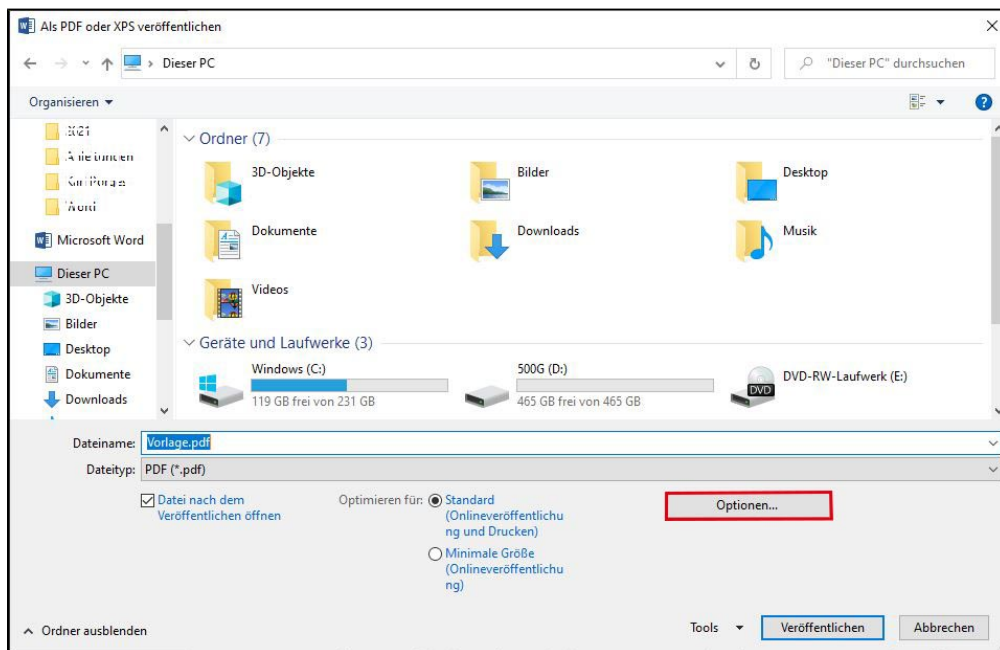 Als PDF oder XPS veröffentlichen
Dieser PC
"Dieser PC" durchsuchen
Organisieren
Microsoft Word
Dieser PC
3D-Objekte
Bilder
Desktop
Dokumente
Downloads
Ordner (7)
3D-Objekte
Bilder
Desktop
Dokumente
Downloads
Musik
Videos
Geräte und Laufwerke (3)
Windows (C:)
119 GB frei von 231 GB
500G (D:)
465 GB frei von 465 GB
DVD-RW-Laufwerk (E:)
DVD
Dateiname: Vorlage.pdf
Dateityp: PDF (*.pdf)
Datei nach dem
Veröffentlichen öffnen
Optimieren für: Standard
(Onlineveröffentlichu
ng und Drucken)
Minimale Größe
(Onlineveröffentlichu
ng)
Optionen...
Ordner ausblenden
Tools
Veröffentlichen
Abbrechen